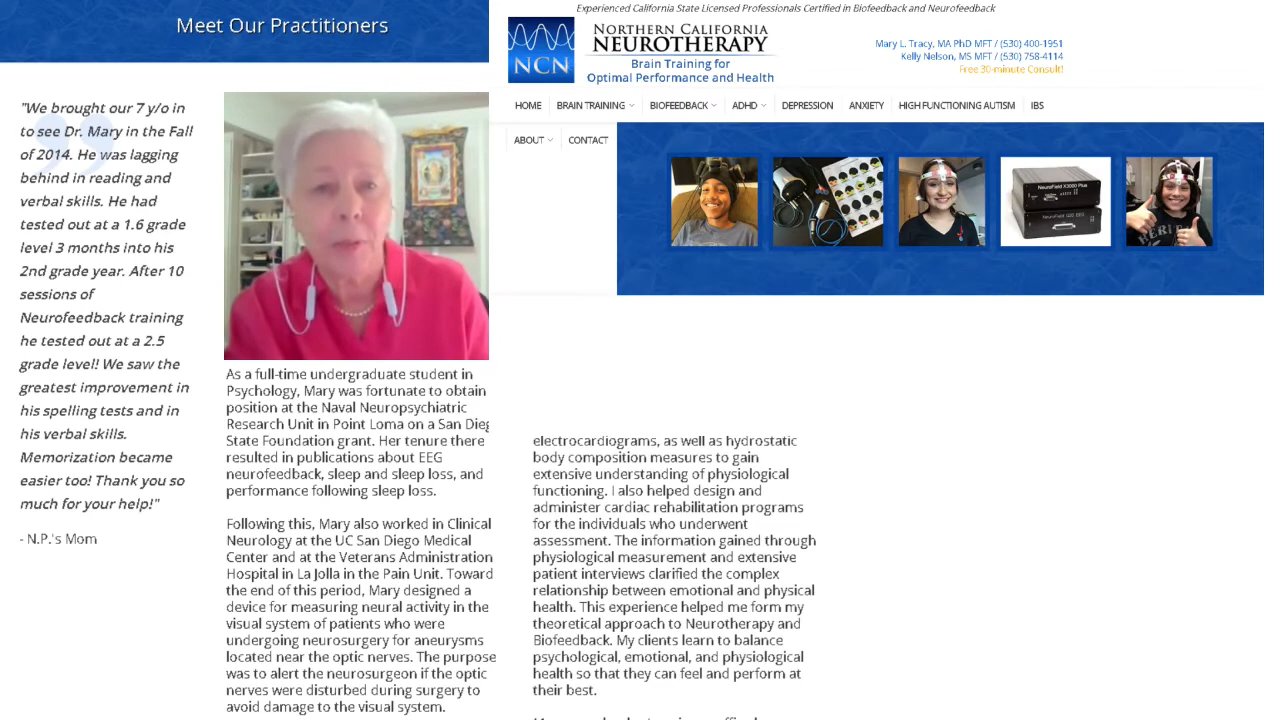 Meet Our Practitioners
"We brought our 7 y/o in
to see Dr. Mary in the Fall
of 2014. He was lagging
behind in reading and
verbal skills. He had
tested out at a 1.6 grade
level 3 months into his
2nd grade year. After 10
sessions of
Neurofeedback training
he tested out at a 2.5
grade level! We saw the
greatest improvement in
his spelling tests and in
his verbal skills.
Memorization became
easier too! Thank you so
much for your help!"
- N.P.'s Mom
As a full-time undergraduate student in
Psychology, Mary was fortunate to obtain
position at the Naval Neuropsychiatric
Research Unit in Point Loma on a San Dieg
State Foundation grant. Her tenure there
resulted in publications about EEG
neurofeedback, sleep and sleep loss, and
performance following sleep loss.
Following this, Mary also worked in Clinical
Neurology at the UC San Diego Medical
Center and at the Veterans Administration
Hospital in La Jolla in the Pain Unit. Toward
the end of this period, Mary designed a
device for measuring neural activity in the
visual system of patients who were
undergoing neurosurgery for aneurysms
located near the optic nerves. The purpose
was to alert the neurosurgeon if the optic
nerves were disturbed during surgery to
avoid damage to the visual system.
Experienced California State Licensed Professionals Certified in Biofeedback and Neurofeedback
NCN
NORTHERN CALIFORNIA
NEUROTHERAPY
Brain Training for
Optimal Performance and Health
Mary L. Tracy, MA PhD MFT / (530) 400-1951
Kelly Nelson, MS MFT / (530) 758-4114
Free 30-minute Consult!
HOME BRAIN TRAINING BIOFEEDBACK ADHD DEPRESSION ANXIETY HIGH FUNCTIONING AUTISM IBS
ABOUT CONTACT
NeuroField X3000 Plus
electrocardiograms, as well as hydrostatic
body composition measures to gain
extensive understanding of physiological
functioning. I also helped design and
administer cardiac rehabilitation programs
for the individuals who underwent
assessment. The information gained through
physiological measurement and extensive
patient interviews clarified the complex
relationship between emotional and physical
health. This experience helped me form my
theoretical approach to Neurotherapy and
Biofeedback. My clients learn to balance
psychological, emotional, and physiological
health so that they can feel and perform at
their best.